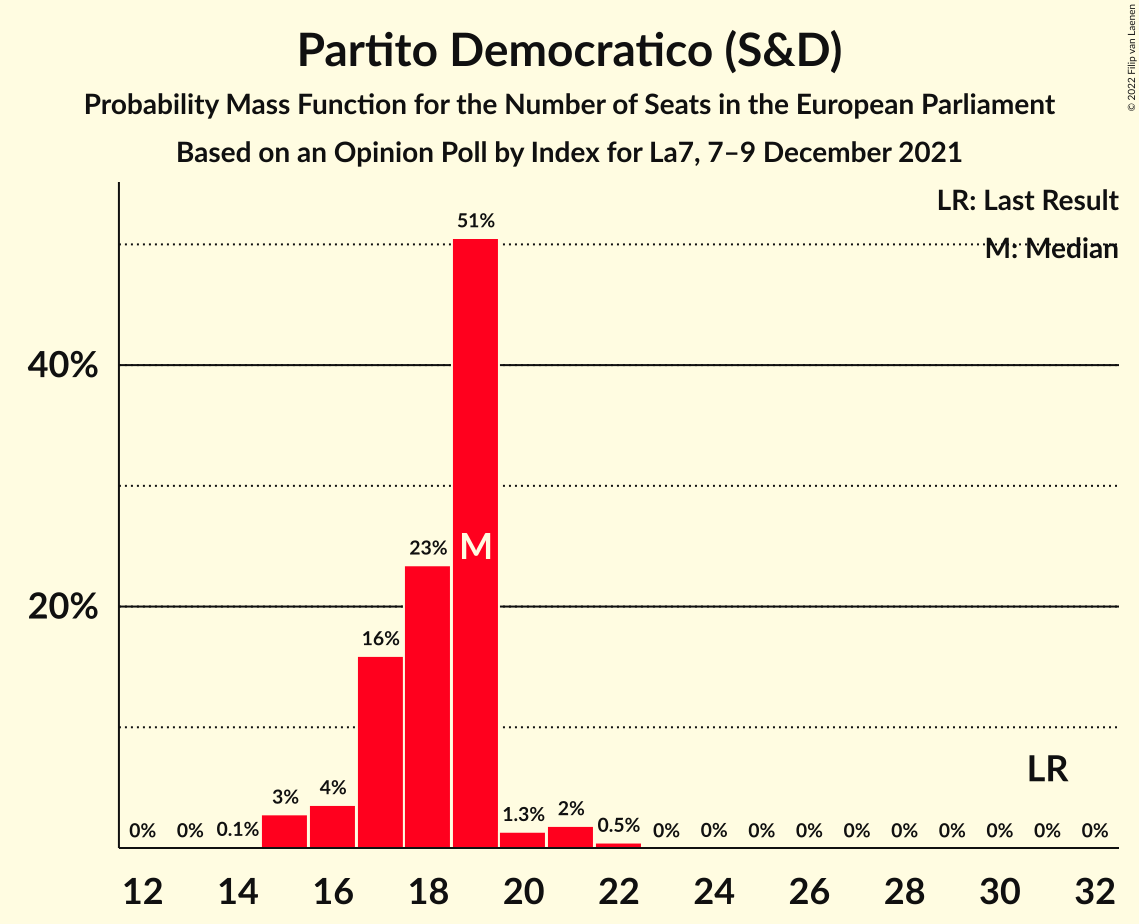 Partito Democratico (S&D)
Probability Mass Function for the Number of Seats in the European Parliament
Based on an Opinion Poll by Index for La7, 7–9 December 2021
© 2022 Filip van Laenen
LR: Last Result
M: Median
51%
40%
23%
M
20%
16%
LR
0% 0% 0.1% 3% 4% 1.3% 2% 0.5% 0% 0% 0% 0% 0% 0% 0% 0% 0% 0%
12 14 16 18 20 22 24 26 28 30 32